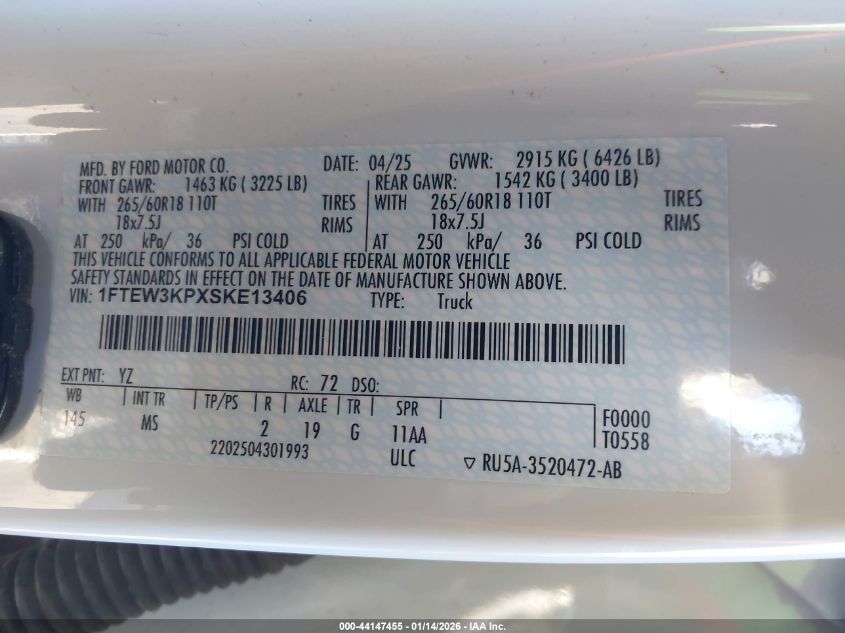 MFD. BY FORD MOTOR CO. DATE: 04/25 GVWR: 2915 KG ( 6426 LB)
FRONT GAWR: 1463 KG ( 3225 LB) REAR GAWR: 1542 KG ( 3400 LB)
WITH 265/60R18 110T TIRES WITH 265/60R18 110T TIRES
18x7.5J RIMS 18x7.5J RIMS
AT 250 kPa/ 36 PSI COLD AT 250 kPa/ 36 PSI COLD
THIS VEHICLE CONFORMS TO ALL APPLICABLE FEDERAL MOTOR VEHICLE
SAFETY STANDARDS IN EFFECT ON THE DATE OF MANUFACTURE SHOWN ABOVE.
VIN: 1FTEW3KPXSKE13406 TYPE: Truck
EXT PNT: YZ RC: 72 DSO:
WB | INT TR | TP/PS | R | AXLE | TR | SPR | F0000
145 MS 2 19 G 11AA T0558
2202504301993 ULC ▽ RU5A-3520472-AB
000-44147455 - 01/14/2026 - IAA Inc.